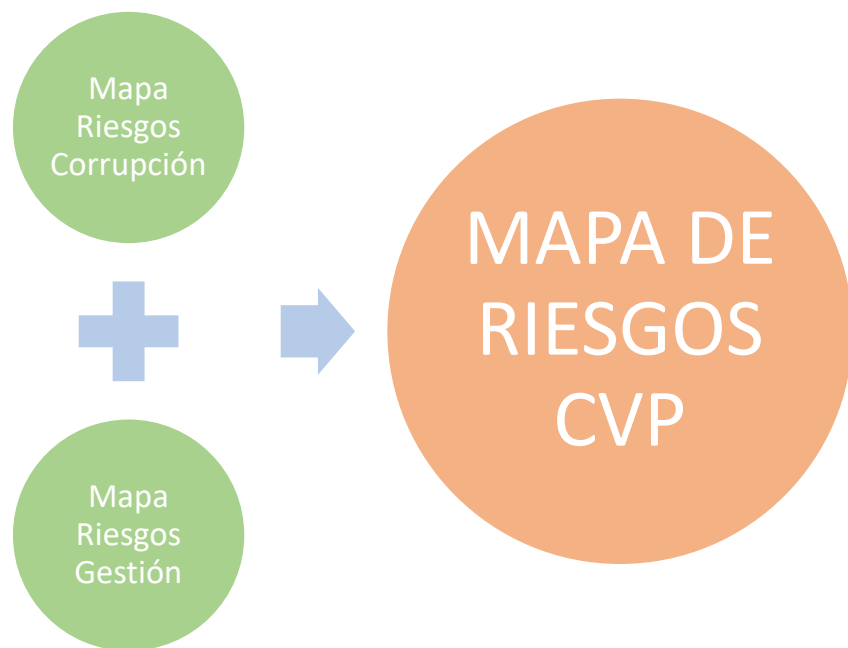 Mapa
Riesgos
Corrupción
Mapa
Riesgos
Gestión
MAPA DE
RIESGOS
CVP